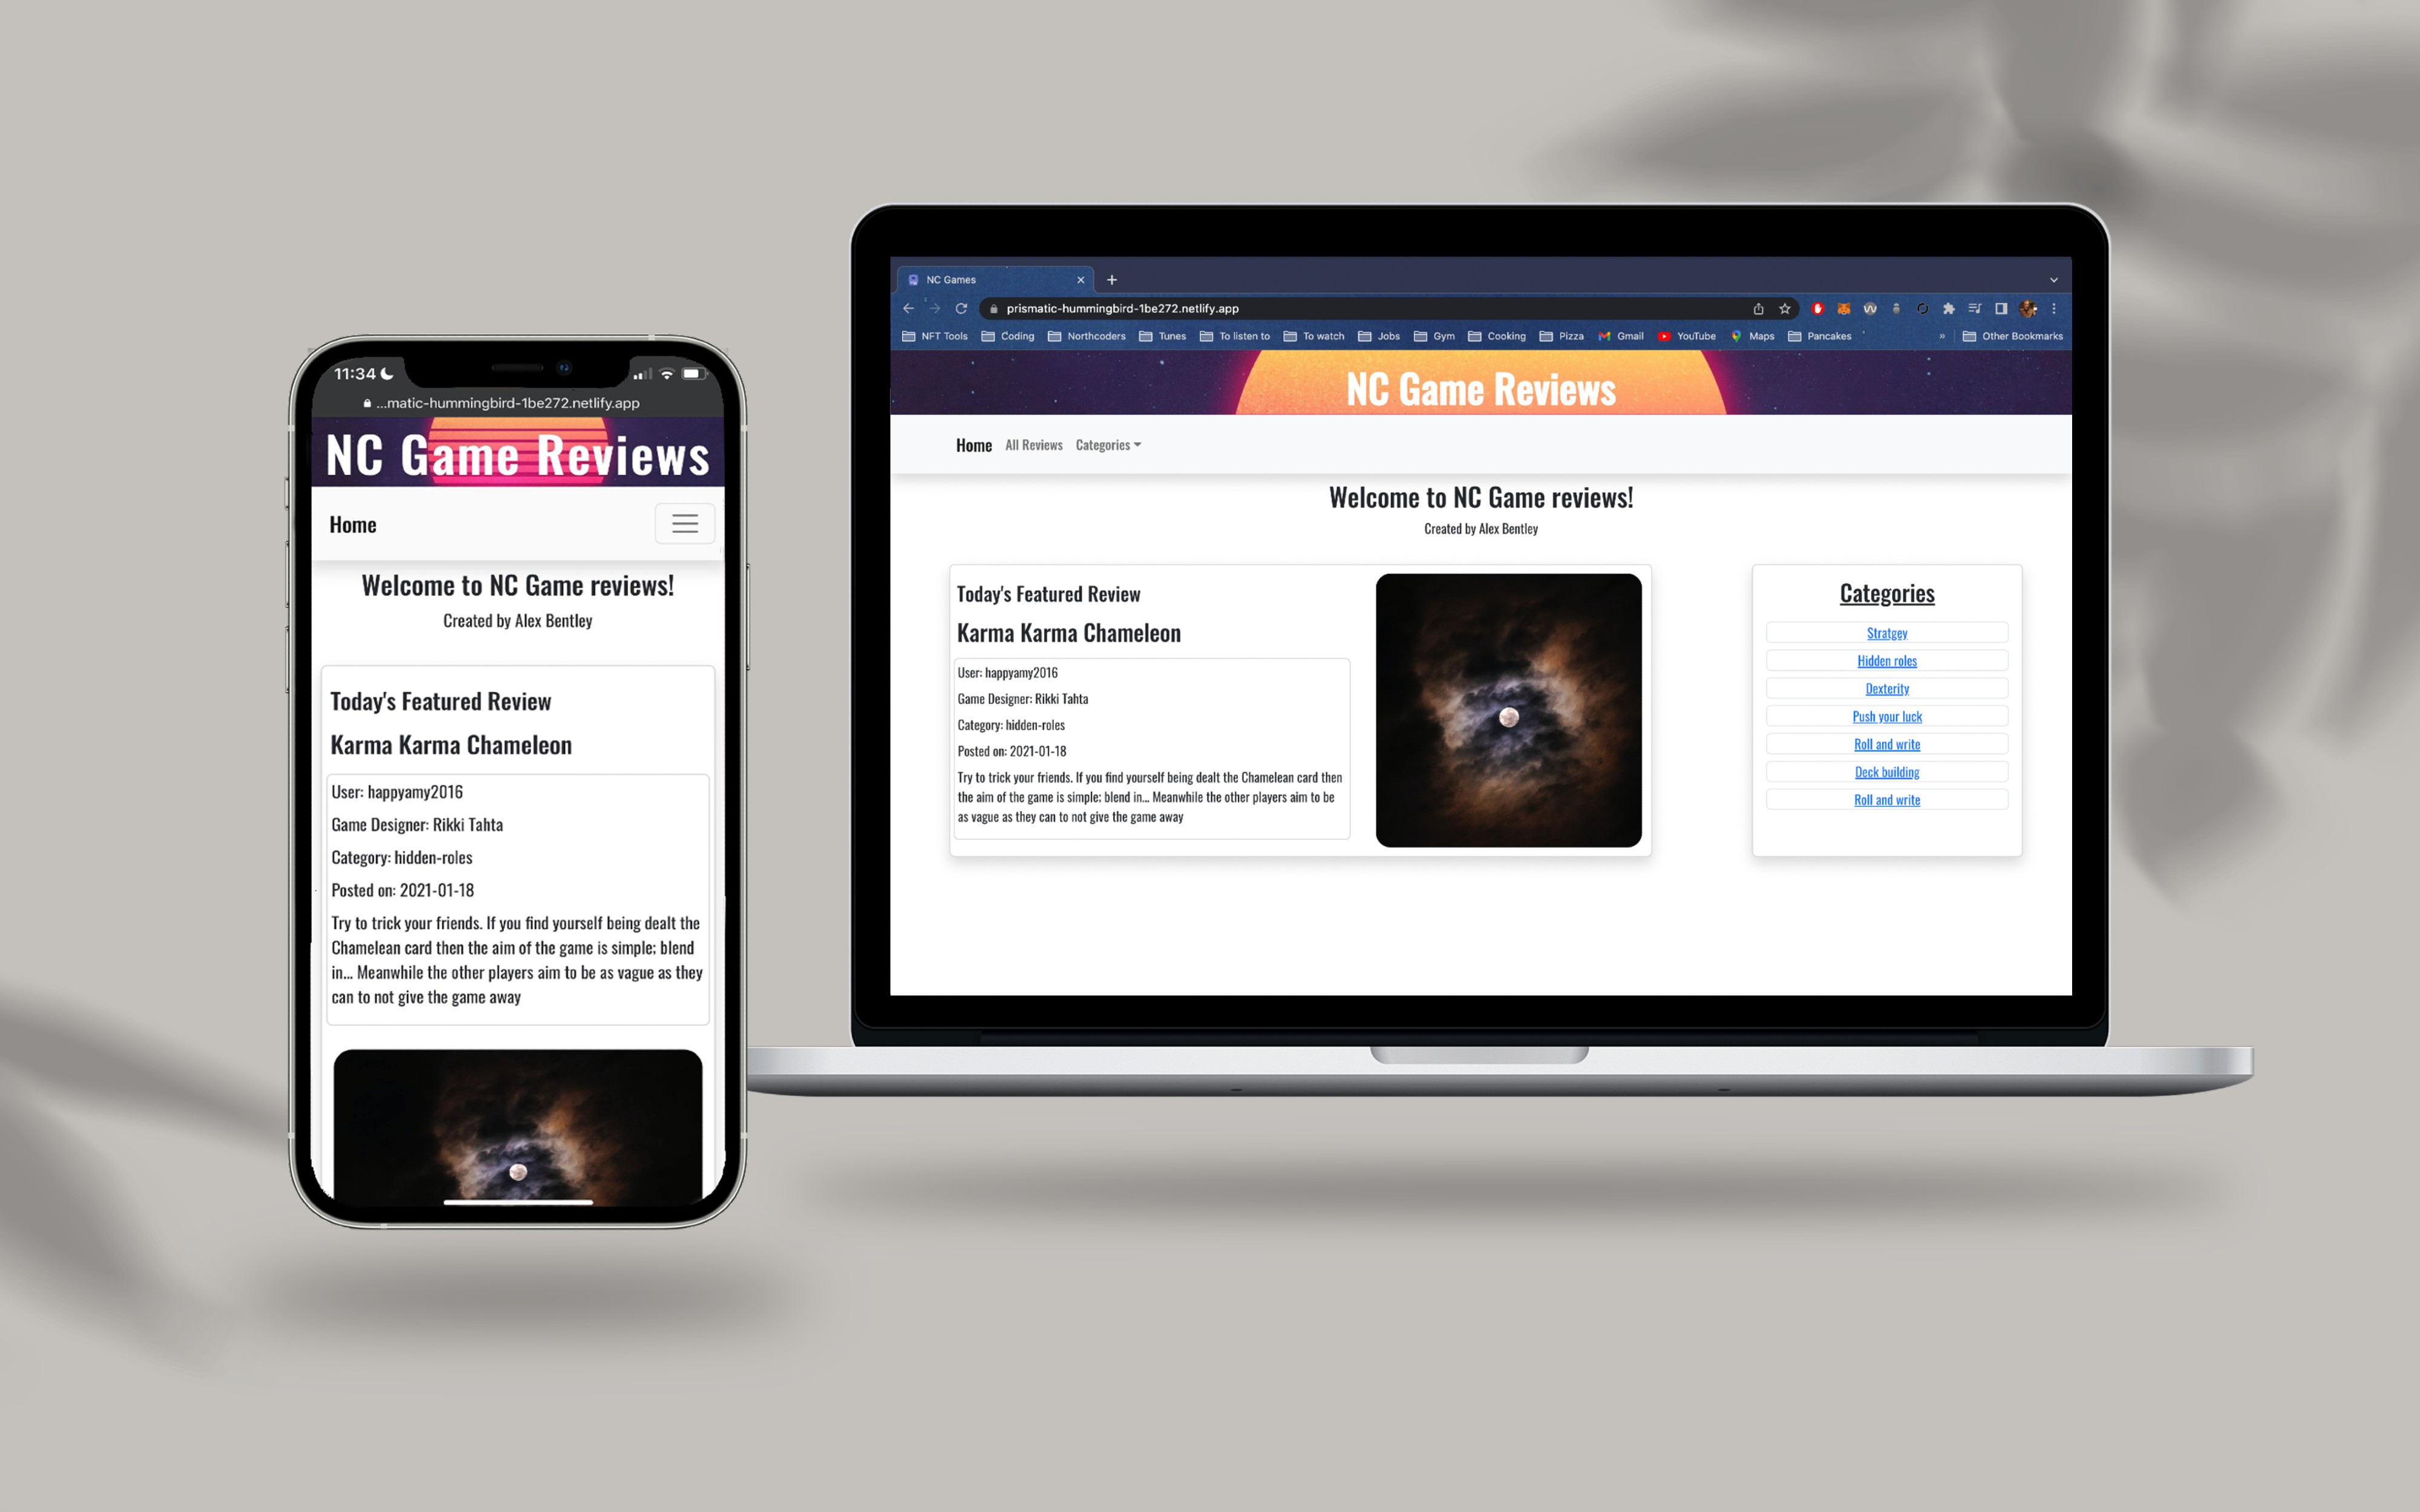 11:34
...matic-hummingbird-1be272.netlify.app
NC Game Reviews
Home
Welcome to NC Game reviews!
Created by Alex Bentley
Today's Featured Review
Karma Karma Chameleon
User: happyamy2016
Game Designer: Rikki Tahta
Category: hidden-roles
Posted on: 2021-01-18
Try to trick your friends. If you find yourself being dealt the
Chamelean card then the aim of the game is simple; blend
in... Meanwhile the other players aim to be as vague as they
can to not give the game away
NC Games
prismatic-hummingbird-1be272.netlify.app
NFT Tools Coding Northcoders Tunes To listen to To watch Jobs Gym Cooking Pizza Gmail YouTube Maps Pancakes » Other Bookmarks
NC Game Reviews
Home All Reviews Categories
Welcome to NC Game reviews!
Created by Alex Bentley
Today's Featured Review
Karma Karma Chameleon
User: happyamy2016
Game Designer: Rikki Tahta
Category: hidden-roles
Posted on: 2021-01-18
Try to trick your friends. If you find yourself being dealt the Chamelean card then
the aim of the game is simple; blend in... Meanwhile the other players aim to be
as vague as they can to not give the game away
Categories
Stratgey
Hidden roles
Dexterity
Push your luck
Roll and write
Deck building
Roll and write